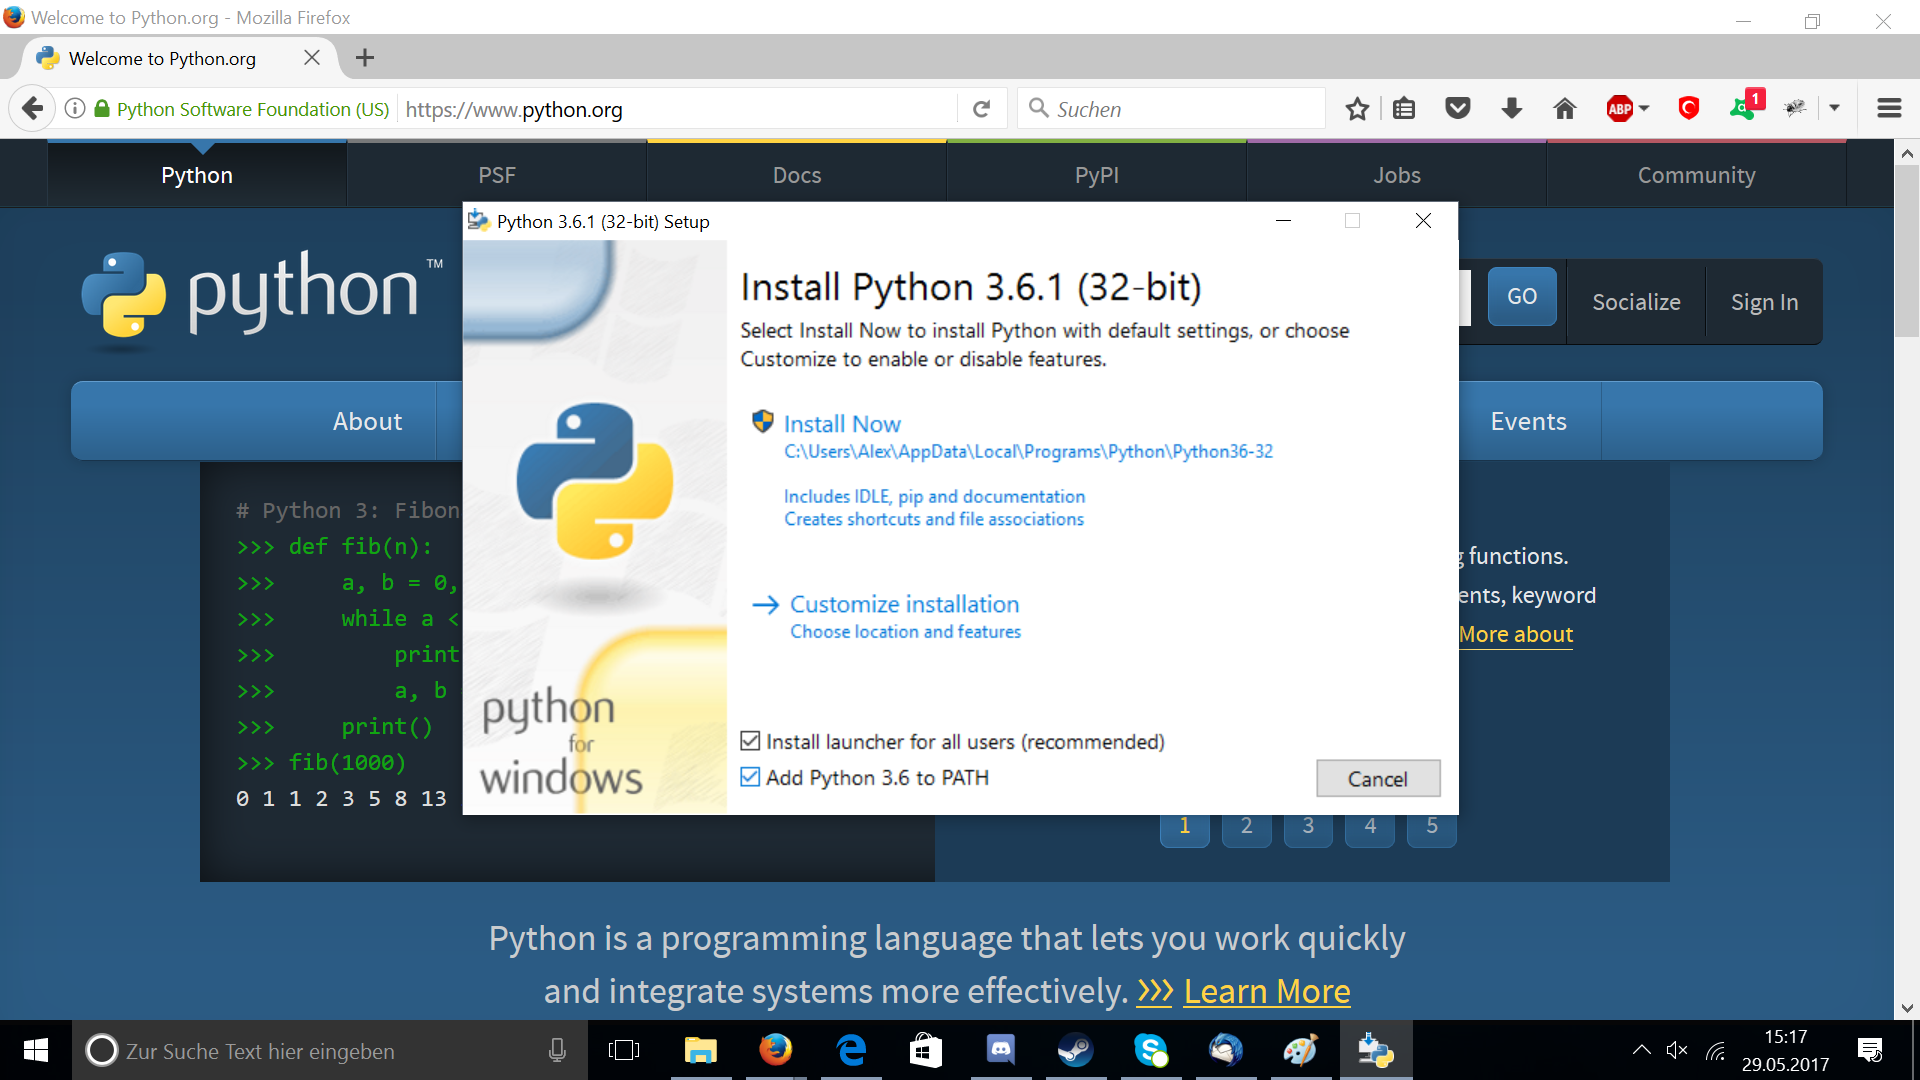 Welcome to Python.org - Mozilla Firefox
Welcome to Python.org
Python Software Foundation (US)
https://www.python.org
Suchen
ABP
1
Python
PSF
Docs
PyPI
Jobs
Community
python™
GO
Socialize
Sign In
About
Events
# Python 3: Fibon
>>> def fib(n):
>>> a, b = 0,
>>> while a <
>>> print
>>> a, b
>>> print()
>>> fib(1000)
0 1 1 2 3 5 8 13
Python 3.6.1 (32-bit) Setup
Install Python 3.6.1 (32-bit)
Select Install Now to install Python with default settings, or choose
Customize to enable or disable features.
Install Now
C:\Users\Alex\AppData\Local\Programs\Python\Python36-32
Includes IDLE, pip and documentation
Creates shortcuts and file associations
Customize installation
Choose location and features
python
for
windows
Install launcher for all users (recommended)
Add Python 3.6 to PATH
Cancel
functions.
ents, keyword
More about
1 2 3 4 5
Python is a programming language that lets you work quickly
and integrate systems more effectively. >>> Learn More
Zur Suche Text hier eingeben
15:17
29.05.2017